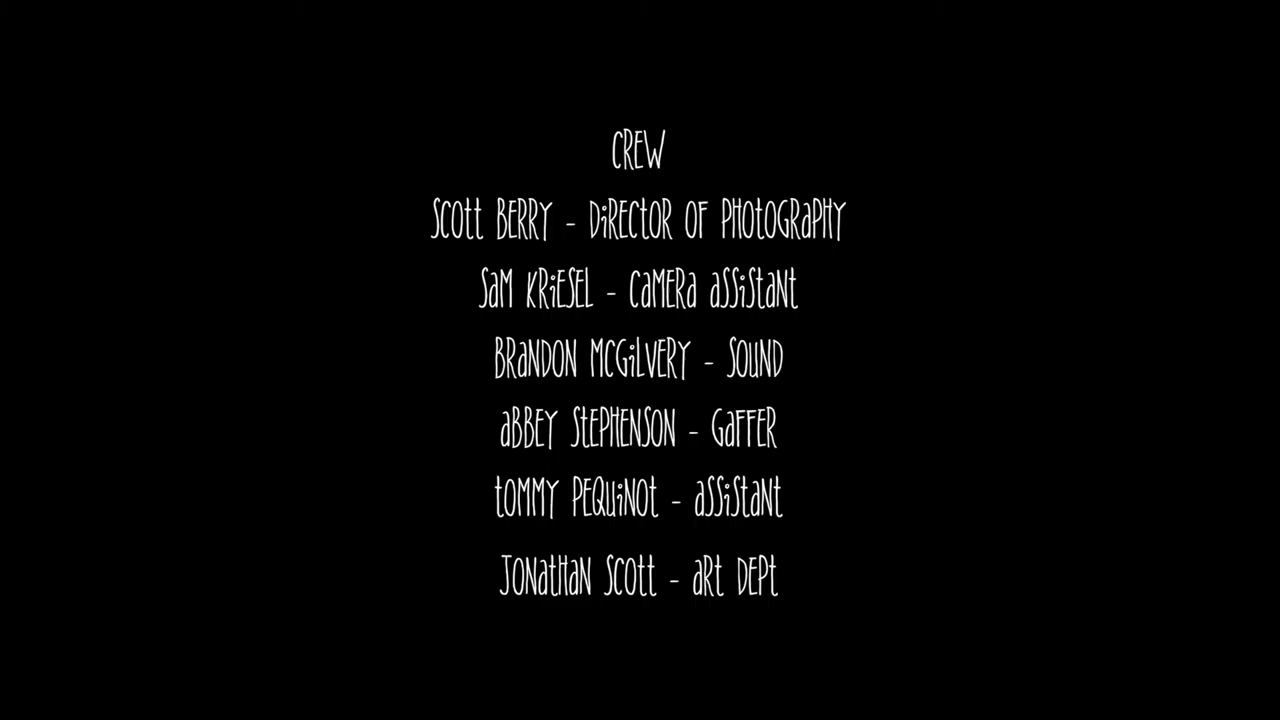 CREW
SCOTT BERRY - DIRECTOR OF PHOTOGRAPHY
SAM KRIESEL - CAMERA ASSISTANT
BRANDON MCGILVERY - SOUND
ABBEY STEPHENSON - GAFFER
TOMMY PEQUINOT - ASSISTANT
JONATHAN SCOTT - ART DEPT